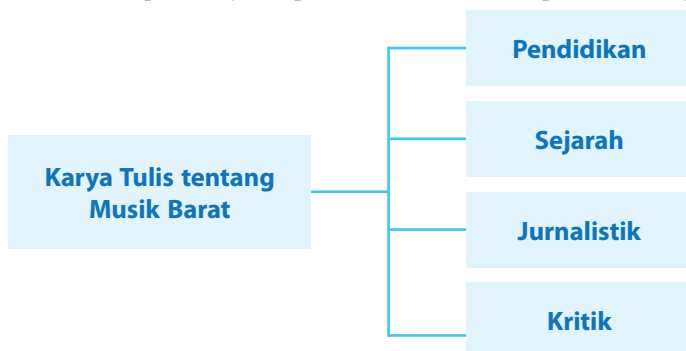 Karya Tulis tentang
Musik Barat
Pendidikan
Sejarah
Jurnalistik
Kritik